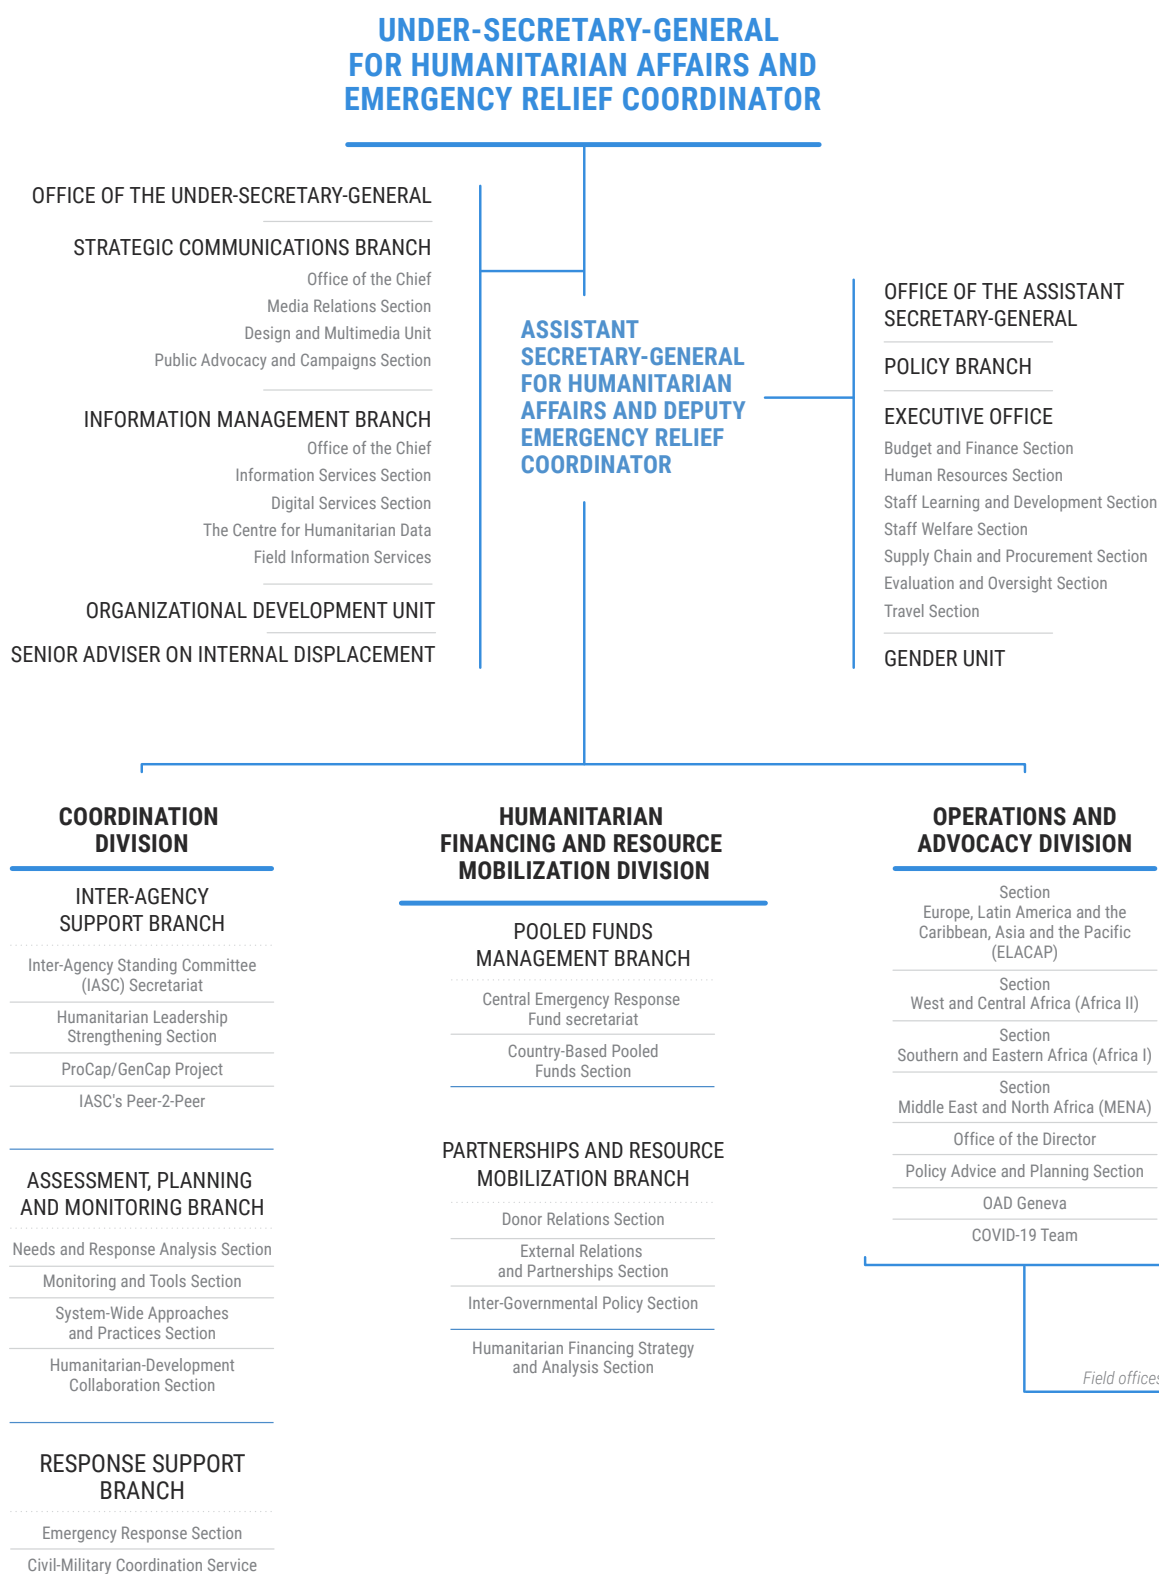 UNDER-SECRETARY-GENERAL
FOR HUMANITARIAN AFFAIRS AND
EMERGENCY RELIEF COORDINATOR
OFFICE OF THE UNDER-SECRETARY-GENERAL
STRATEGIC COMMUNICATIONS BRANCH
Office of the Chief
Media Relations Section
Design and Multimedia Unit
Public Advocacy and Campaigns Section
INFORMATION MANAGEMENT BRANCH
Office of the Chief
Information Services Section
Digital Services Section
The Centre for Humanitarian Data
Field Information Services
ORGANIZATIONAL DEVELOPMENT UNIT
SENIOR ADVISER ON INTERNAL DISPLACEMENT
ASSISTANT
SECRETARY-GENERAL
FOR HUMANITARIAN
AFFAIRS AND DEPUTY
EMERGENCY RELIEF
COORDINATOR
OFFICE OF THE ASSISTANT
SECRETARY-GENERAL
POLICY BRANCH
EXECUTIVE OFFICE
Budget and Finance Section
Human Resources Section
Staff Learning and Development Section
Staff Welfare Section
Supply Chain and Procurement Section
Evaluation and Oversight Section
Travel Section
GENDER UNIT
COORDINATION
DIVISION
INTER-AGENCY
SUPPORT BRANCH
Inter-Agency Standing Committee
(IASC) Secretariat
Humanitarian Leadership
Strengthening Section
ProCap/GenCap Project
IASC's Peer-2-Peer
ASSESSMENT, PLANNING
AND MONITORING BRANCH
Needs and Response Analysis Section
Monitoring and Tools Section
System-Wide Approaches
and Practices Section
Humanitarian-Development
Collaboration Section
RESPONSE SUPPORT
BRANCH
Emergency Response Section
Civil-Military Coordination Service
HUMANITARIAN
FINANCING AND RESOURCE
MOBILIZATION DIVISION
POOLED FUNDS
MANAGEMENT BRANCH
Central Emergency Response
Fund secretariat
Country-Based Pooled
Funds Section
PARTNERSHIPS AND RESOURCE
MOBILIZATION BRANCH
Donor Relations Section
External Relations
and Partnerships Section
Inter-Governmental Policy Section
Humanitarian Financing Strategy
and Analysis Section
OPERATIONS AND
ADVOCACY DIVISION
Section
Europe, Latin America and the
Caribbean, Asia and the Pacific
(ELACAP)
Section
West and Central Africa (Africa II)
Section
Southern and Eastern Africa (Africa I)
Section
Middle East and North Africa (MENA)
Office of the Director
Policy Advice and Planning Section
OAD Geneva
COVID-19 Team
Field offices